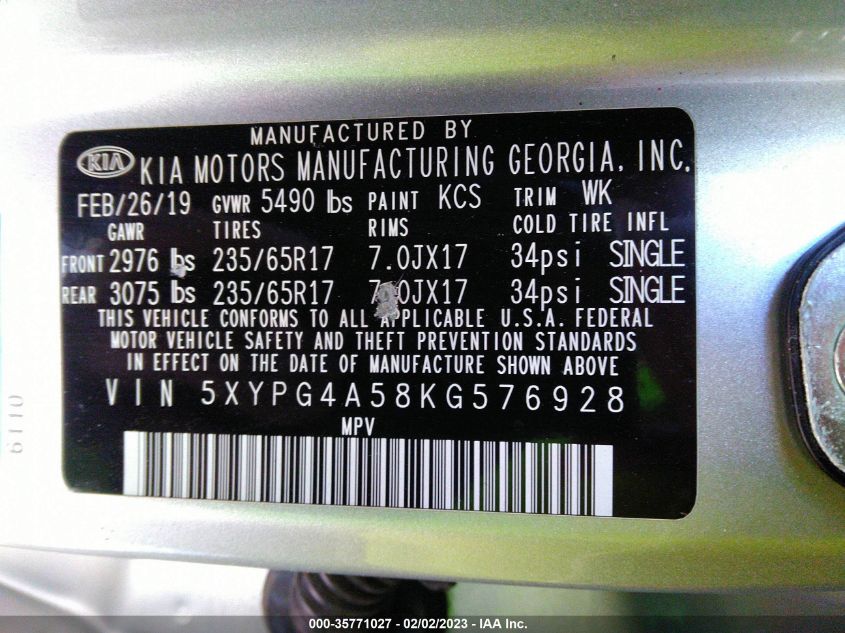 MANUFACTURED BY
KIA KIA MOTORS MANUFACTURING GEORGIA, INC.
FEB/26/19 GVWR 5490 lbs PAINT KCS TRIM WK
GAWR TIRES RIMS COLD TIRE INFL
FRONT 2976 lbs 235/65R17 7.0JX17 34psi SINGLE
REAR 3075 lbs 235/65R17 7.0JX17 34psi SINGLE
THIS VEHICLE CONFORMS TO ALL APPLICABLE U.S.A. FEDERAL
MOTOR VEHICLE SAFETY AND THEFT PREVENTION STANDARDS
IN EFFECT ON THE DATE OF MANUFACTURE SHOWN ABOVE
VIN 5XYPG4A58KG576928
MPV
6110
000-35771027 - 02/02/2023 - IAA Inc.